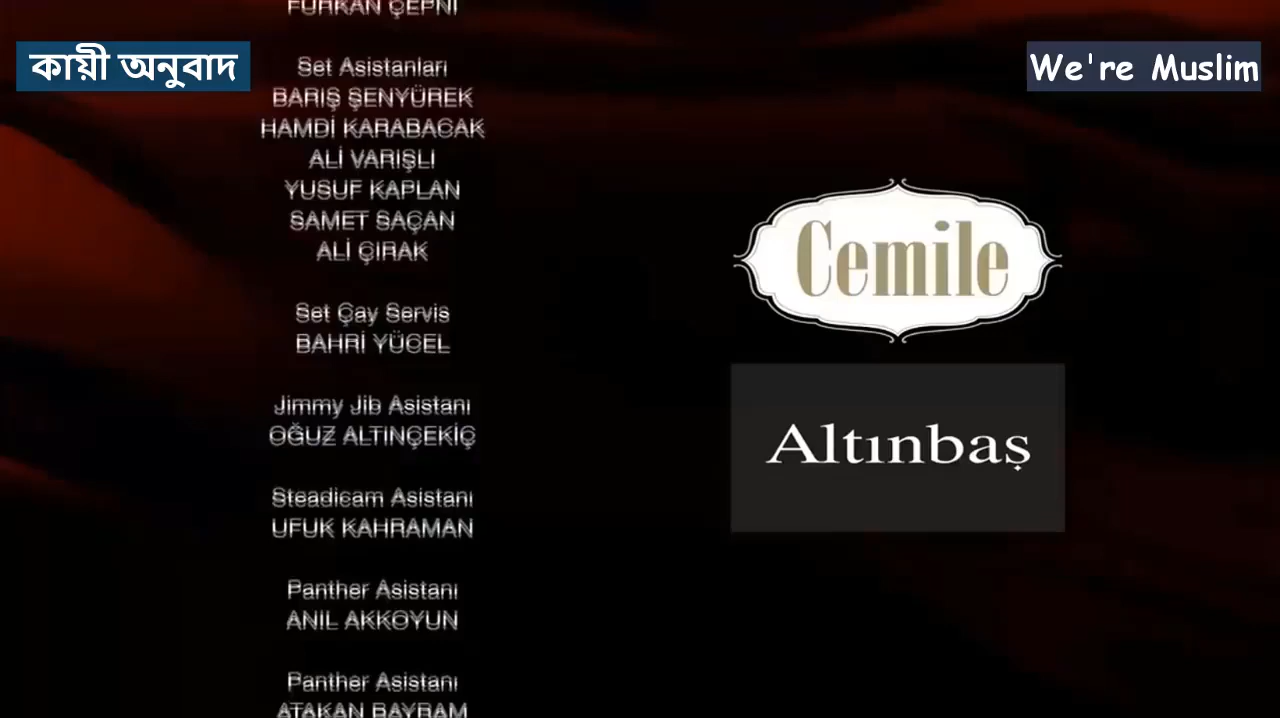 FURKAN ÇEPNİ
কায়ী অনুবাদ
We're Muslim
Set Asistanları
BARIŞ ŞENYÜREK
HAMDİ KARABACAK
ALİ VARIŞLI
YUSUF KAPLAN
SAMET SAÇAN
ALİ ÇIRAK
Set Çay Servis
BAHRİ YÜCEL
Jimmy Jib Asistanı
OĞUZ ALTINÇEKİÇ
Steadicam Asistanı
UFUK KAHRAMAN
Panther Asistanı
ANIL AKKOYUN
Panther Asistanı
ATAKAN BAYRAM
Cemile
Altınbaş